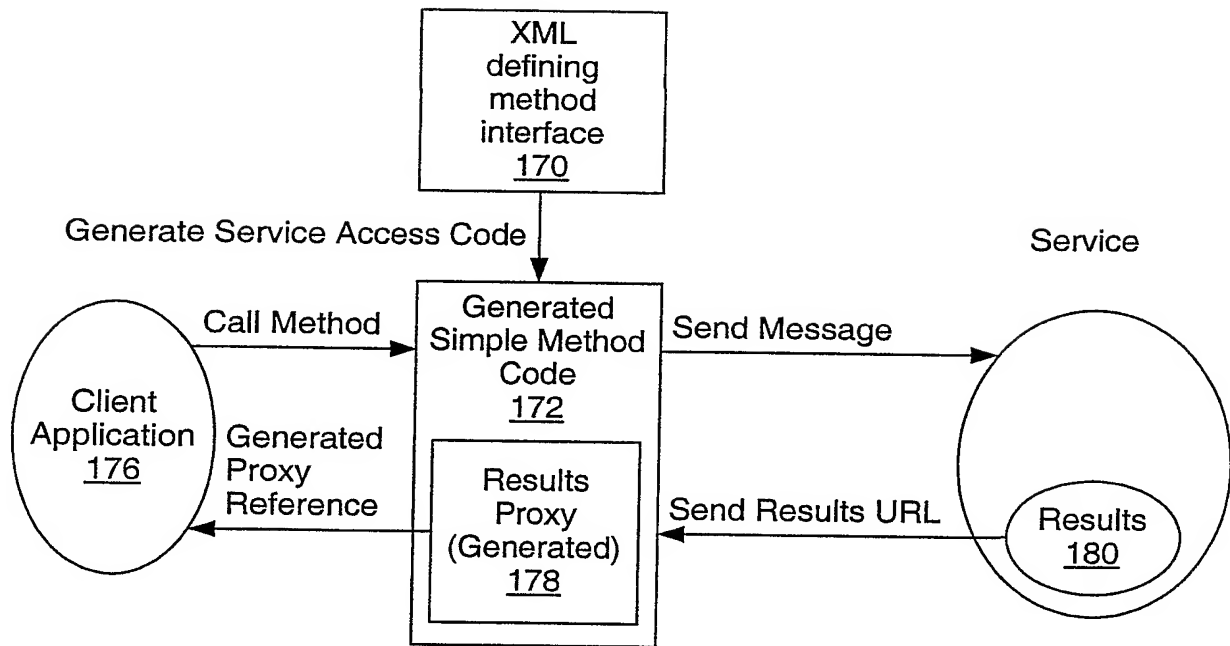 XML
defining
method
interface
170
Generate Service Access Code
Service
Call Method
Generated
Simple Method
Code
172
Send Message
Client
Application
176
Generated
Proxy
Reference
Results
Proxy
(Generated)
178
Send Results URL
Results
180